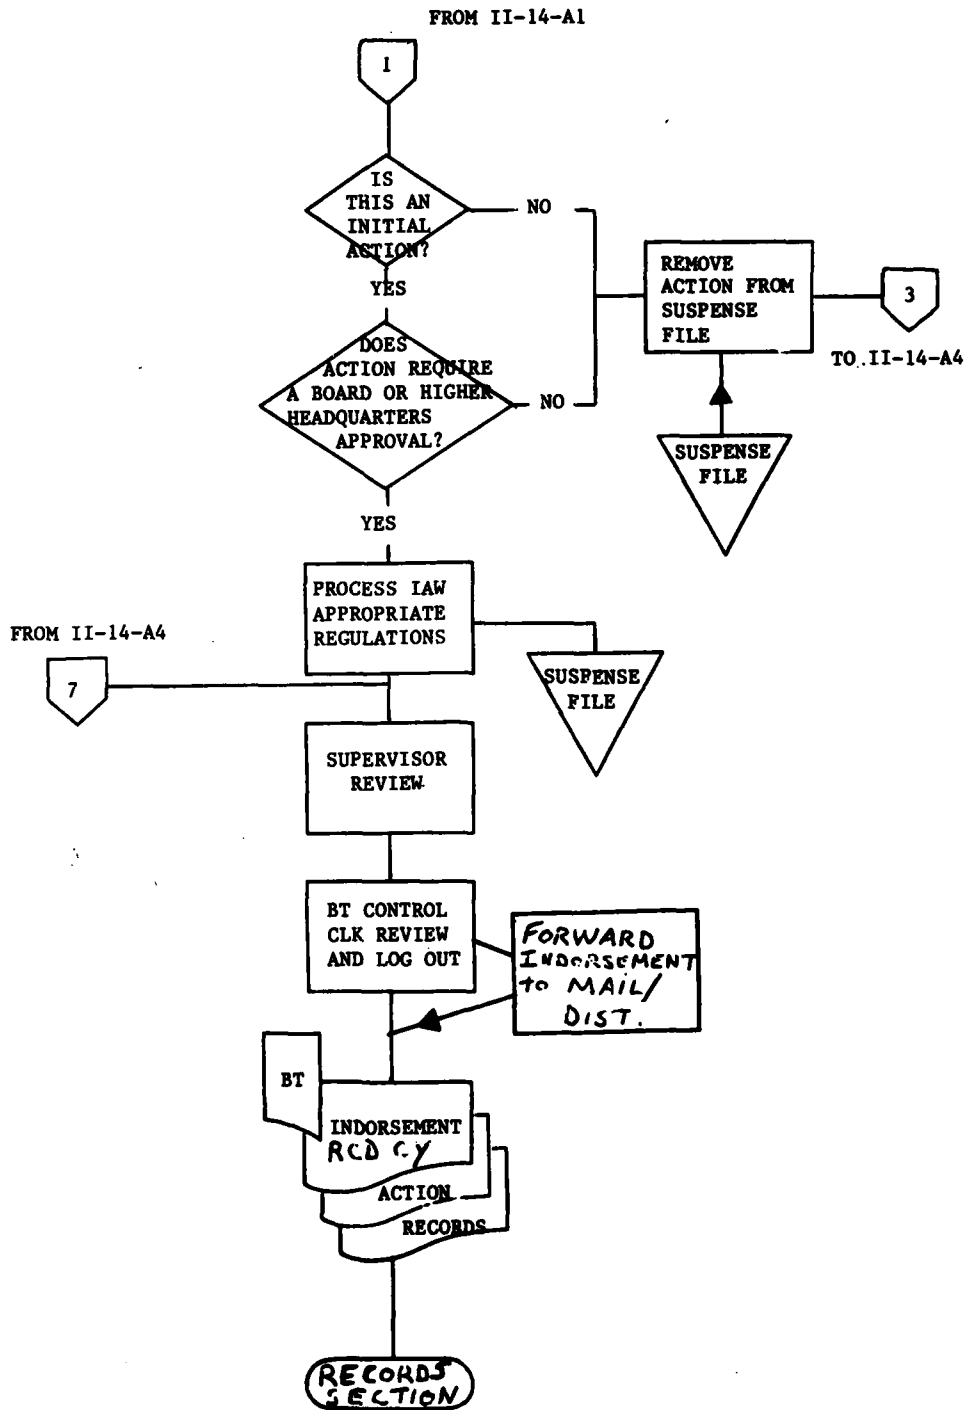 FROM II-14-A1
1
IS
THIS AN
INITIAL
ACTION?
NO
YES
REMOVE
ACTION FROM
SUSPENSE
FILE
3
TO II-14-A4
DOES
ACTION REQUIRE
A BOARD OR HIGHER
HEADQUARTERS
APPROVAL?
NO
SUSPENSE
FILE
YES
PROCESS IAW
APPROPRIATE
REGULATIONS
FROM II-14-A4
7
SUSPENSE
FILE
SUPERVISOR
REVIEW
BT CONTROL
CLK REVIEW
AND LOG OUT
FORWARD
INDORSEMENT
to MAIL/
DIST.
BT
INDORSEMENT
RCD CY
ACTION
RECORDS
RECORDS
SECTION